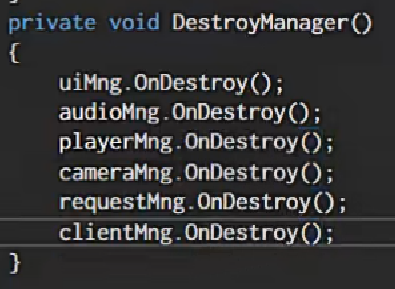 private void DestroyManager()
{
uiMng.OnDestroy();
audioMng.OnDestroy();
playerMng.OnDestroy();
cameraMng.OnDestroy();
requestMng.OnDestroy();
clientMng.OnDestroy();
}